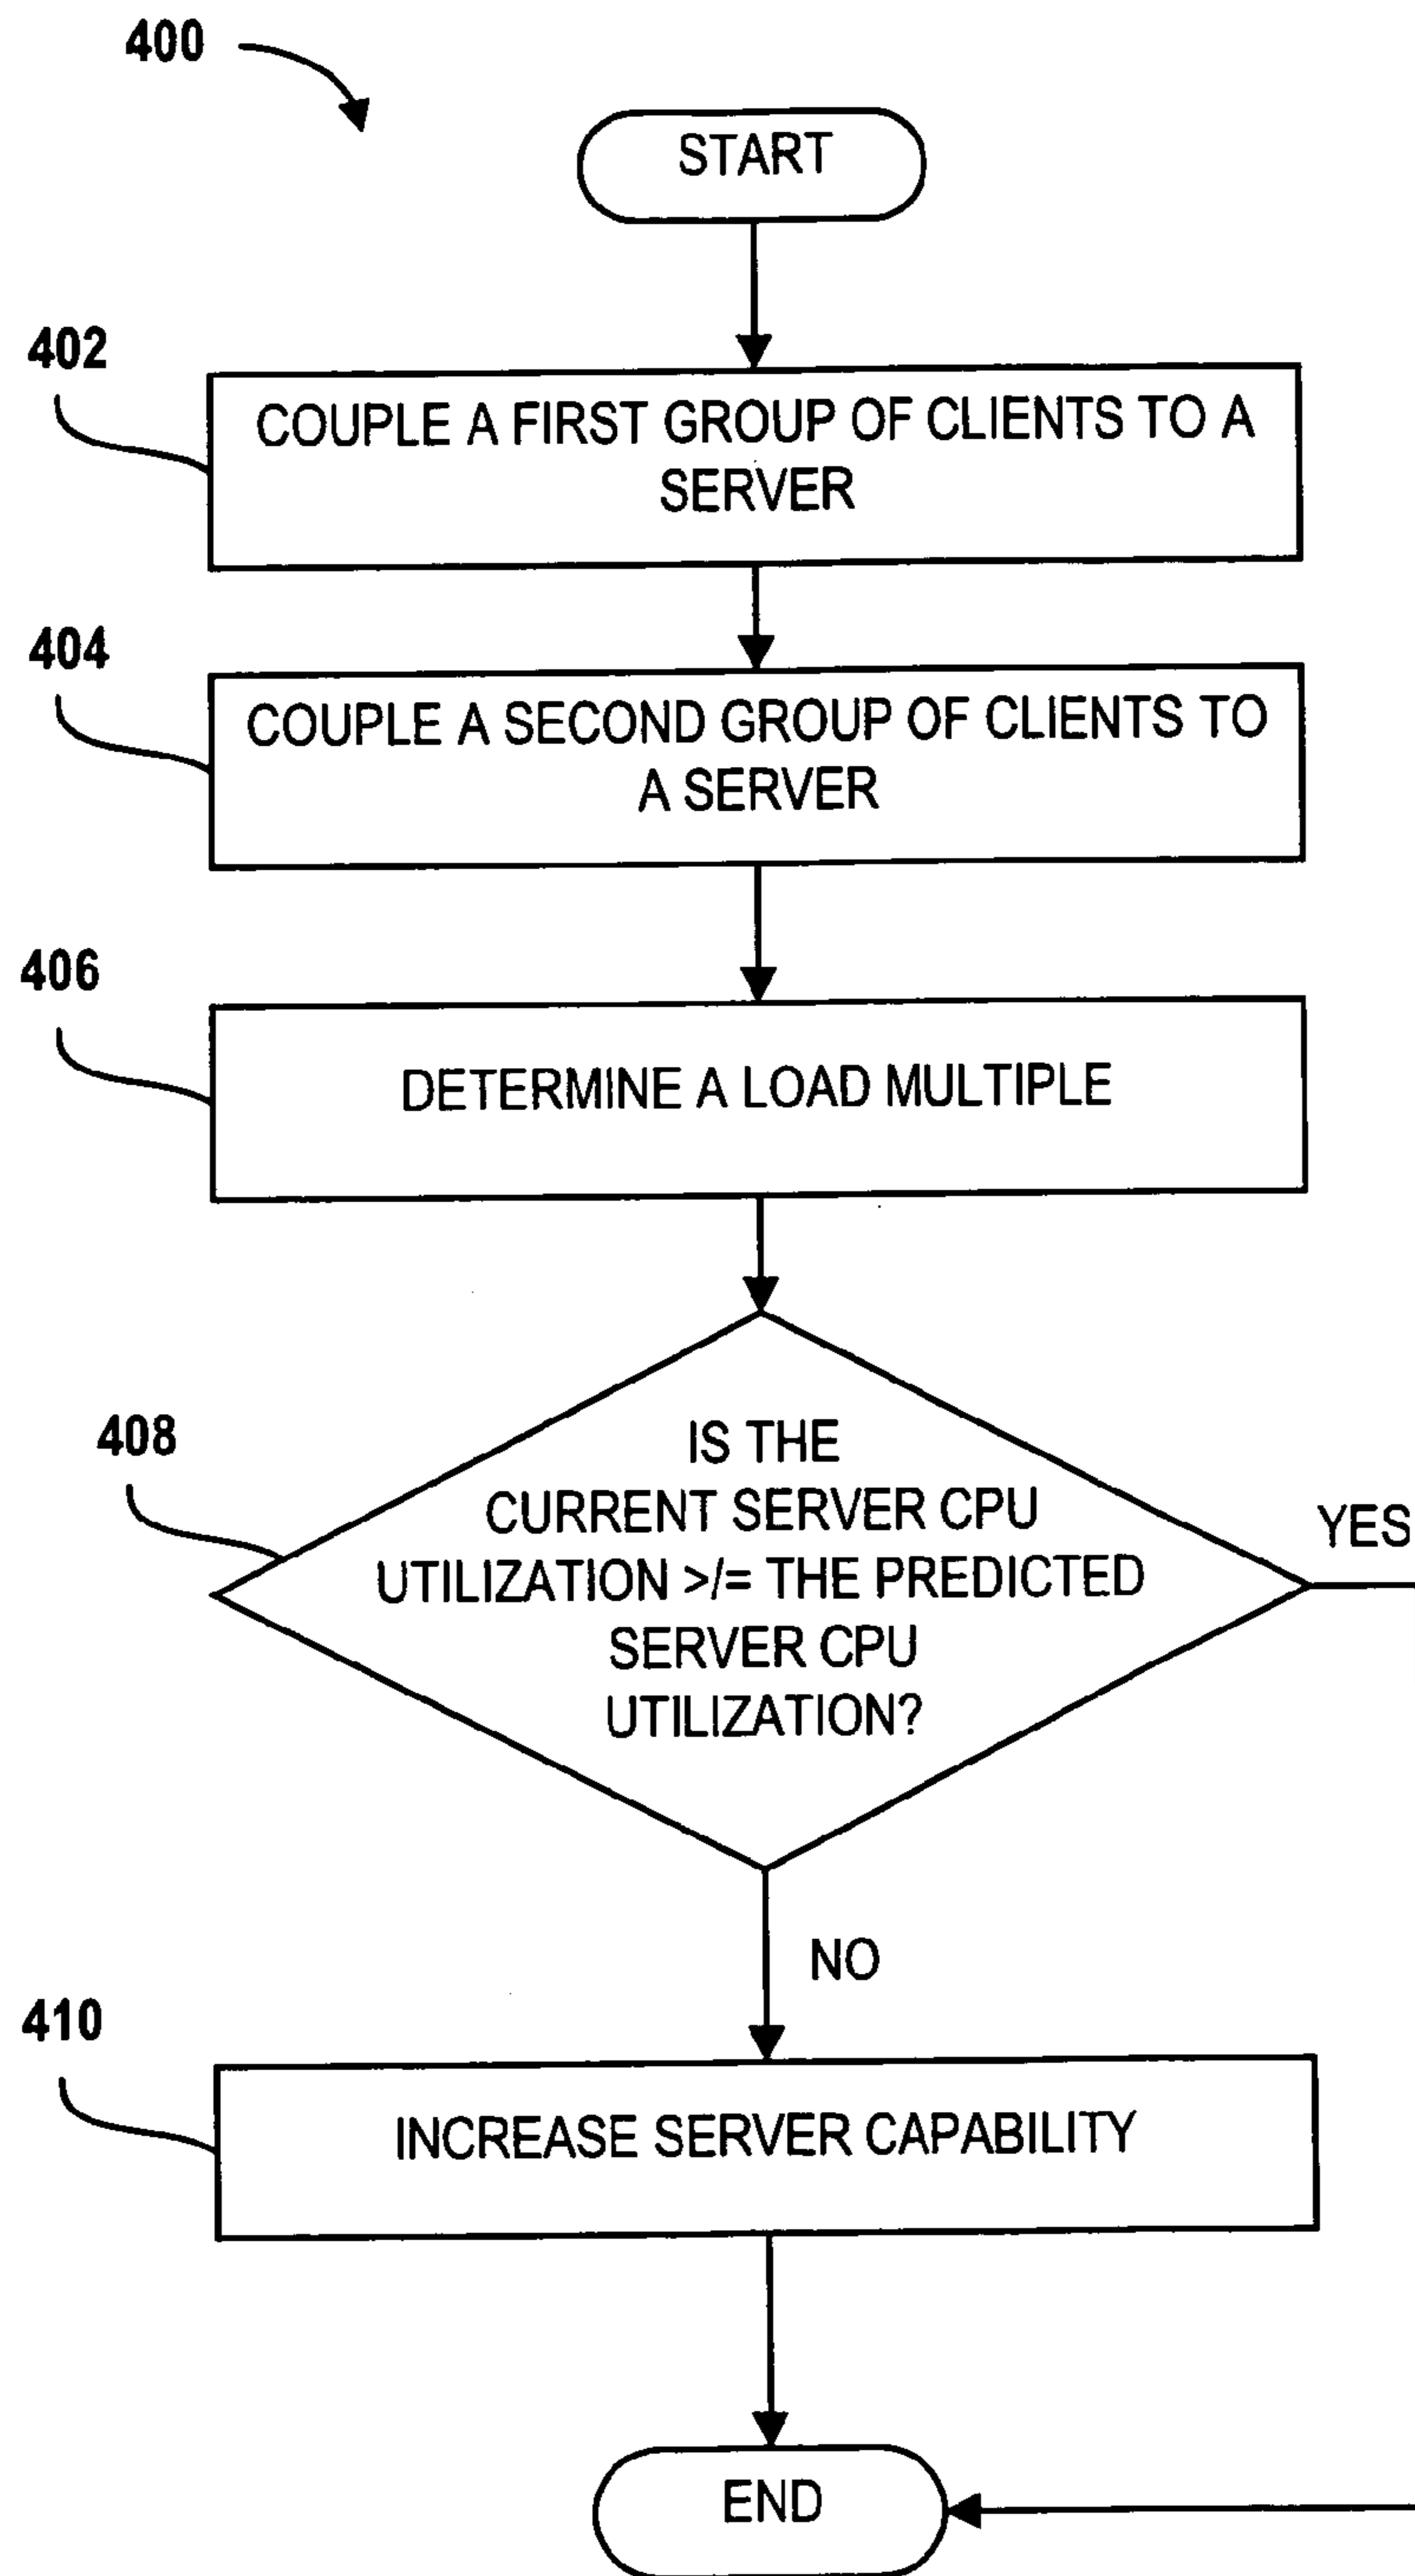 400
START
402
COUPLE A FIRST GROUP OF CLIENTS TO A
SERVER
404
COUPLE A SECOND GROUP OF CLIENTS TO
A SERVER
406
DETERMINE A LOAD MULTIPLE
408
IS THE
CURRENT SERVER CPU
UTILIZATION >/= THE PREDICTED
SERVER CPU
UTILIZATION?
YES
NO
410
INCREASE SERVER CAPABILITY
END